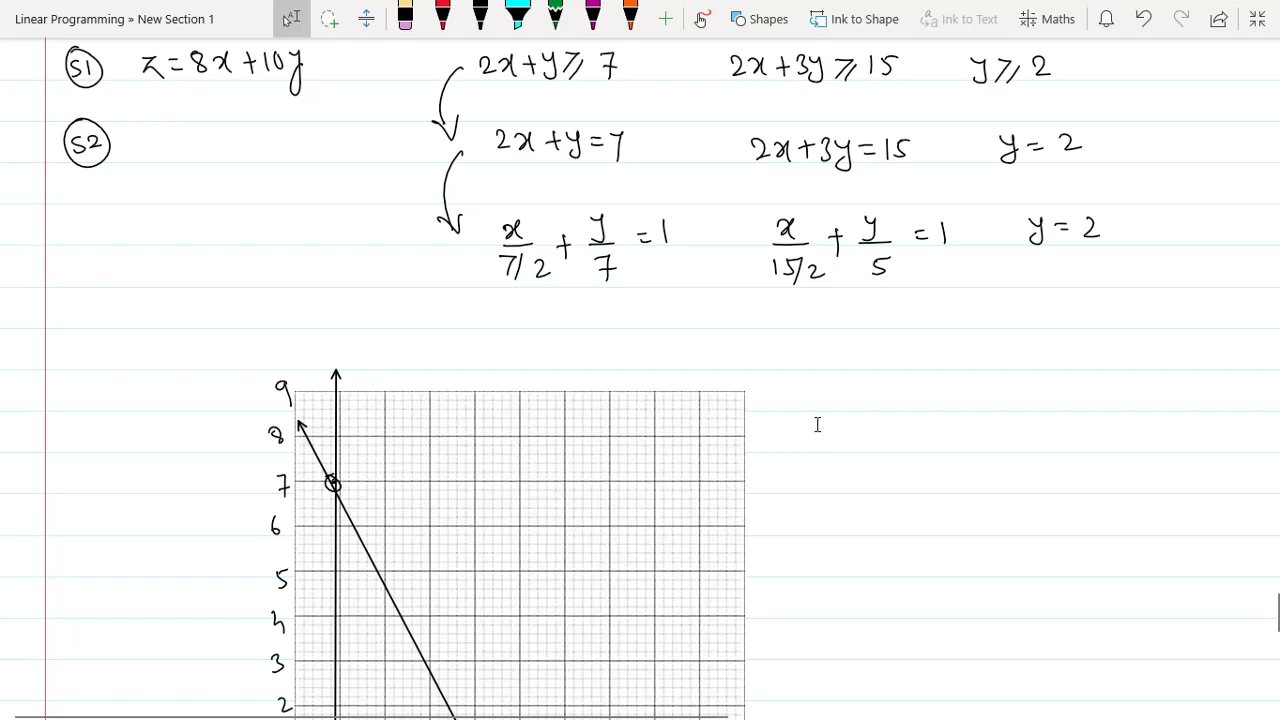 Linear Programming » New Section 1 Shapes Ink to Shape Ink to Text Maths
S1 z = 8x + 10y 2x + y ≥ 7 2x + 3y ≥ 15 y ≥ 2
S2 2x + y = 7 2x + 3y = 15 y = 2
x/7/2 + y/7 = 1 x/15/2 + y/5 = 1 y = 2
9
8
7
6
5
4
3
2